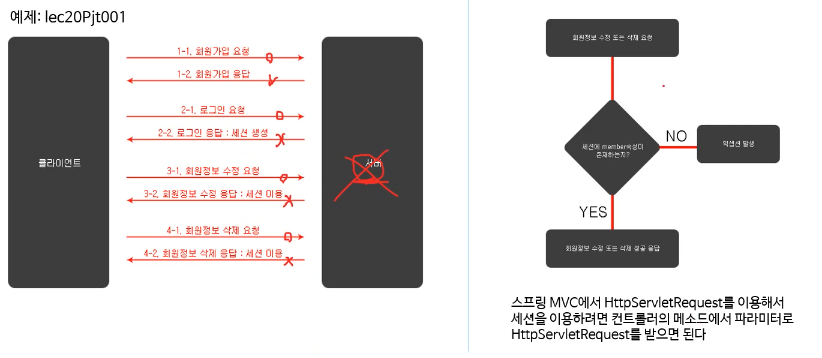 예제: lec20Pjt001
클라이언트
1-1. 회원가입 요청
1-2. 회원가입 응답
2-1. 로그인 요청
2-2. 로그인 응답 : 세션 생성
3-1. 회원정보 수정 요청
3-2. 회원정보 수정 응답 : 세션 이용
4-1. 회원정보 삭제 요청
4-2. 회원정보 삭제 응답 : 세션 이용
서버
회원정보 수정 또는 삭제 요청
세션에 member속성이
존재하는지?
NO
익셉션 발생
YES
회원정보 수정 또는 삭제 성공 응답
스프링 MVC에서 HttpServletRequest를 이용해서
세션을 이용하려면 컨트롤러의 메소드에서 파라미터로
HttpServletRequest를 받으면 된다